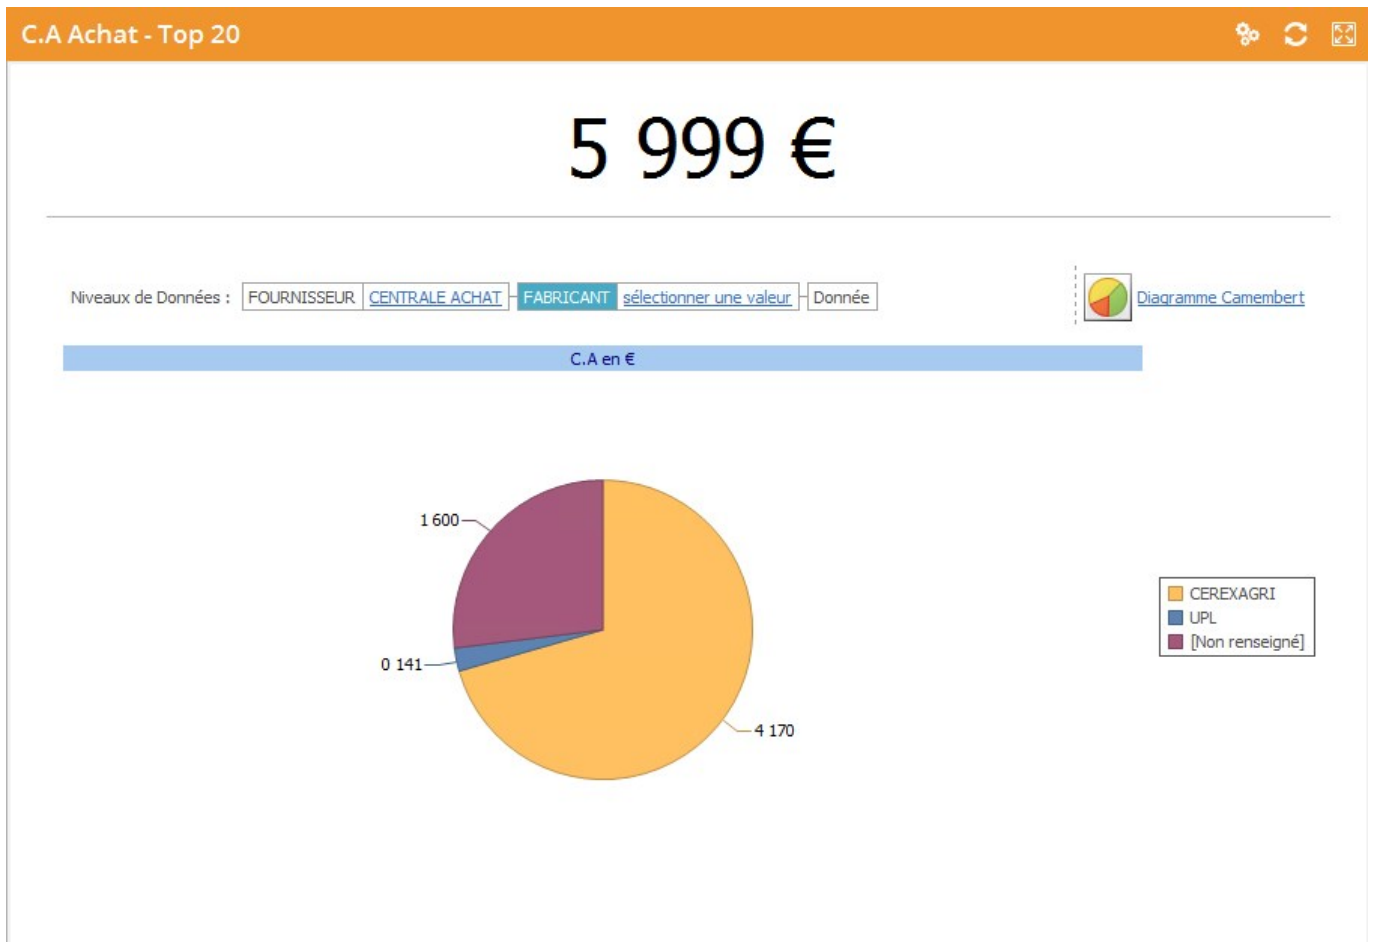 C.A Achat - Top 20
5 999 €
Niveaux de Données : FOURNISSEUR CENTRALE ACHAT FABRICANT sélectionner une valeur Donnée Diagramme Camembert
C.A en €
1 600
0 141
4 170
CEREXAGRI
UPL
[Non renseigné]